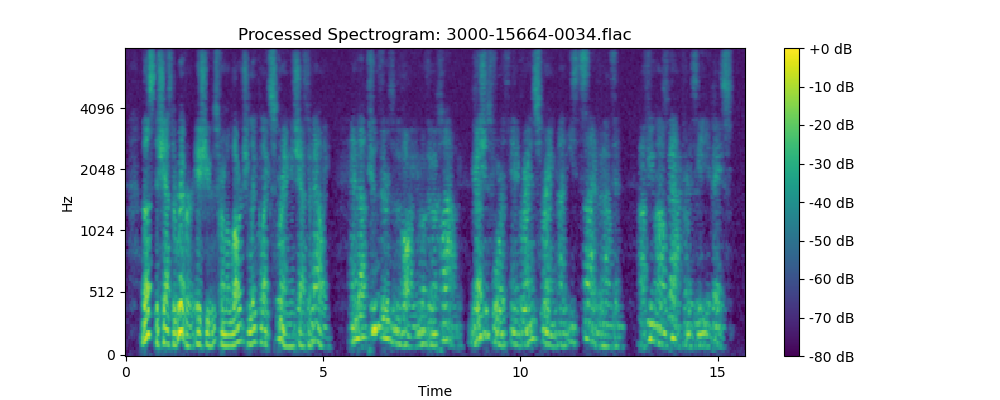 Processed Spectrogram: 3000-15664-0034.flac
+0 dB
4096
-10 dB
-20 dB
2048
-30 dB
Hz
1024
-40 dB
-50 dB
512
-60 dB
-70 dB
0
-80 dB
0 5 10 15
Time